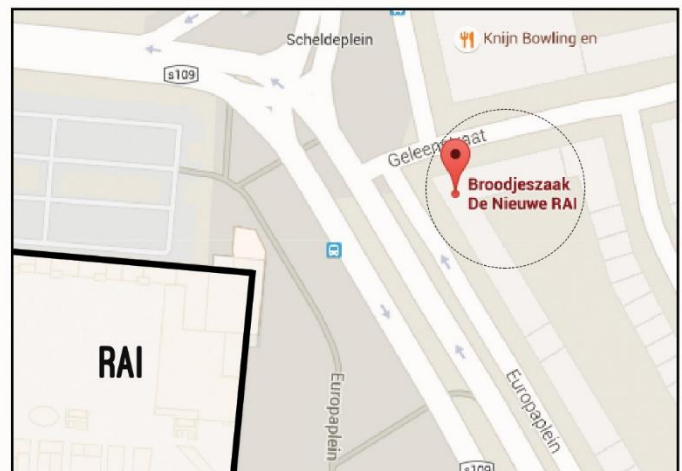 Scheldeplein
Knijn Bowling en
s109
Geleenstraat
Broodjeszaak
De Nieuwe RAI
RAI
Europaplein
Europaplein
s109